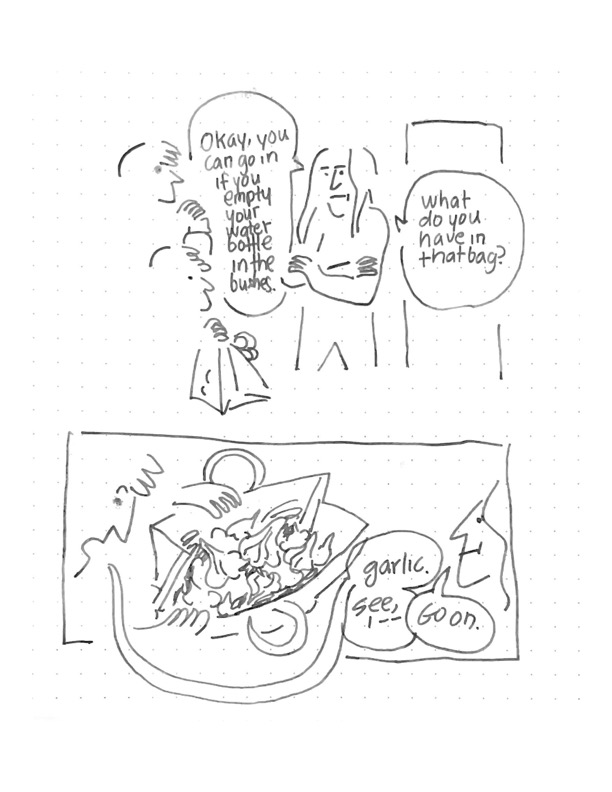 Okay, you
can go in
if you
empty
your
water
bottle
in the
bushes.
what
do you
have in
that bag?
garlic.
see,
I--
Go on.